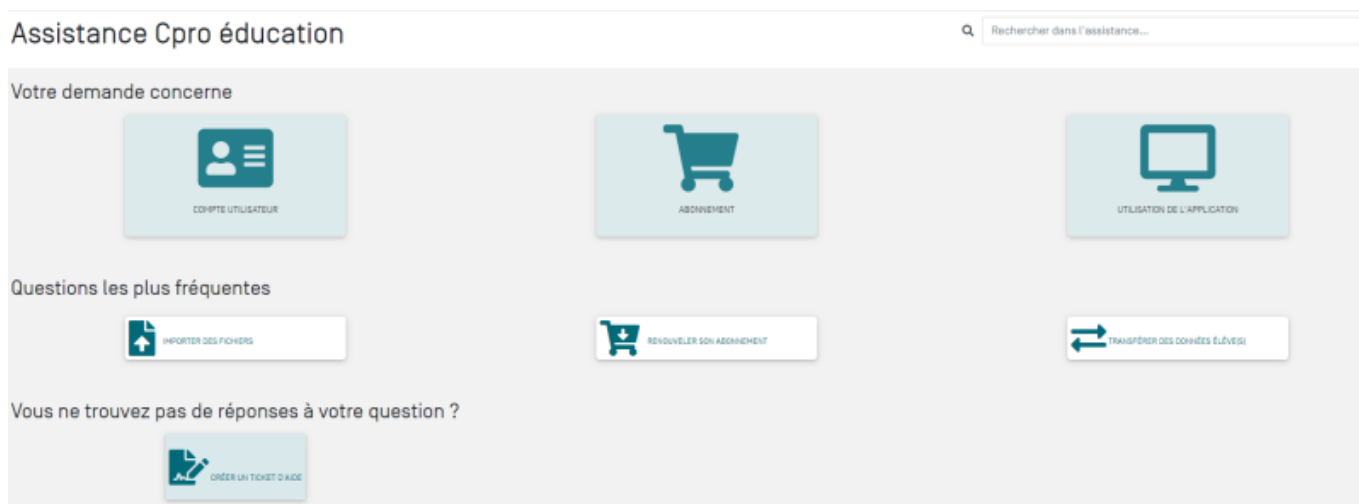 Assistance Cpro éducation
Rechercher dans l'assistance...
Votre demande concerne
COMPTE UTILISATEUR
ABONNEMENT
UTILISATION DE L'APPLICATION
Questions les plus fréquentes
IMPORTER DES FICHIERS
RENOUVELER SON ABONNEMENT
TRANSFÉRER DES DONNÉES ÉLÈVE(S)
Vous ne trouvez pas de réponses à votre question ?
CRÉER UN TICKET D'AIDE